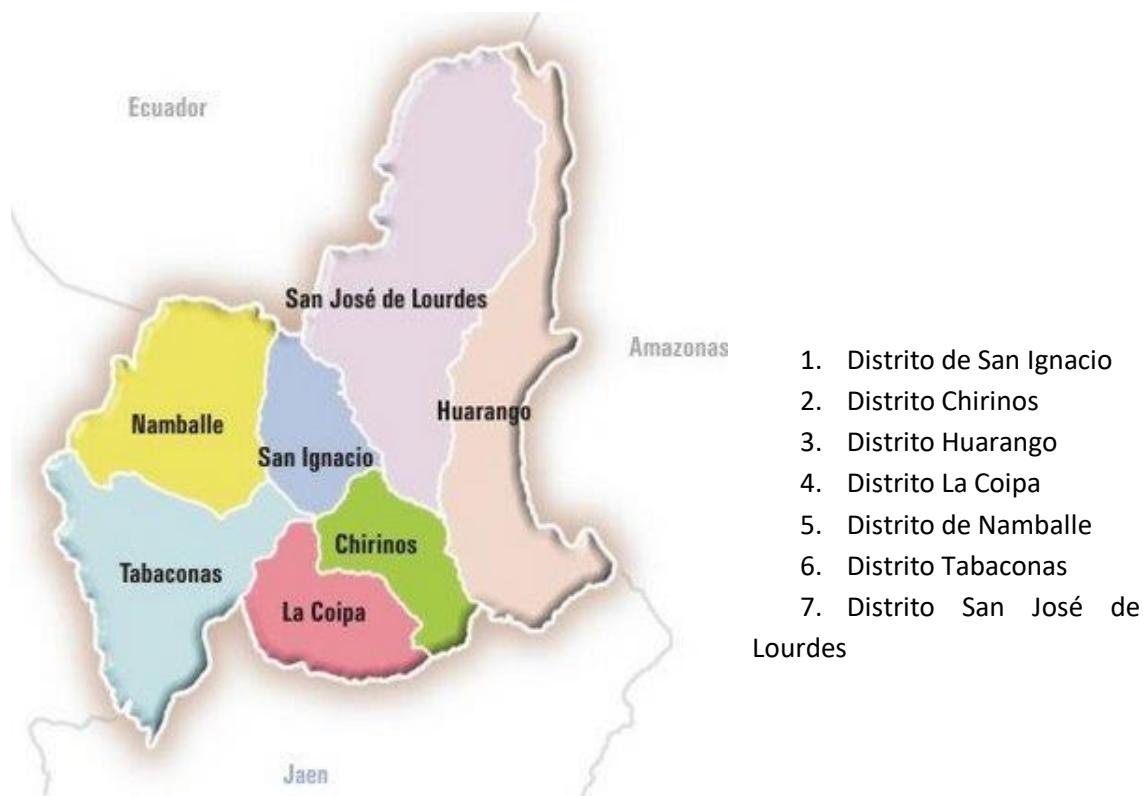 Ecuador
San José de Lourdes
Amazonas
Namballe
Huarango
San Ignacio
Chirinos
Tabaconas
La Coipa
Jaen
1. Distrito de San Ignacio
2. Distrito Chirinos
3. Distrito Huarango
4. Distrito La Coipa
5. Distrito de Namballe
6. Distrito Tabaconas
7. Distrito San José de
Lourdes